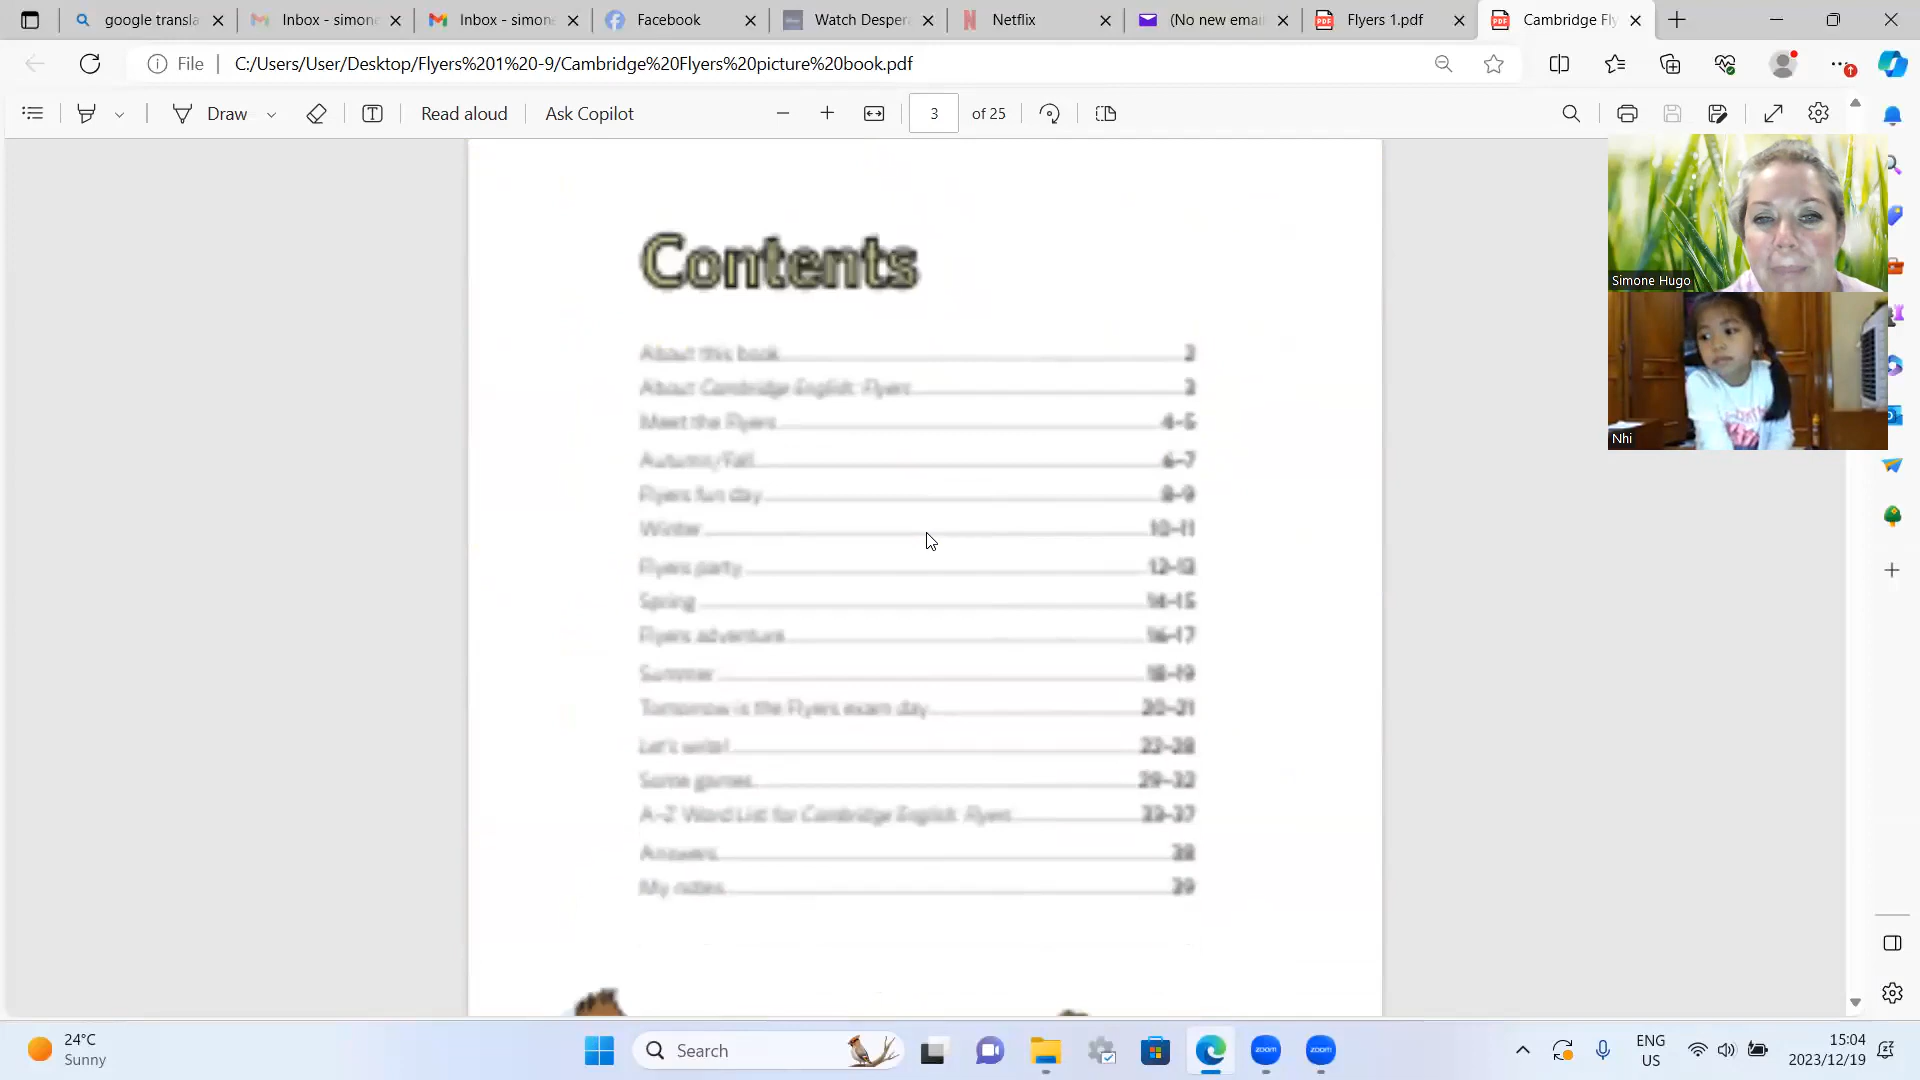 google transla
Inbox - simon
Inbox - simon
Facebook
Watch Desper
Netflix
(No new emai
Flyers 1.pdf
Cambridge Fly
File
C:/Users/User/Desktop/Flyers%201%20-9/Cambridge%20Flyers%20picture%20book.pdf
Draw
Read aloud
Ask Copilot
3
of 25
Simone Hugo
Nhi
Contents
About this book 2
About Cambridge English: Flyers 3
Meet the Flyers 4-5
Autumn/Fall 6-7
Flyers fun day 8-9
Winter 10-11
Flyers party 12-13
Spring 14-15
Flyers adventure 16-17
Summer 18-19
Tomorrow is the Flyers exam day 20-21
Let's write! 22-28
Some games 29-32
A-Z Word List for Cambridge English: Flyers 33-37
Answers 38
My notes 39
24°C
Sunny
Search
zoom
zoom
ENG
US
15:04
2023/12/19